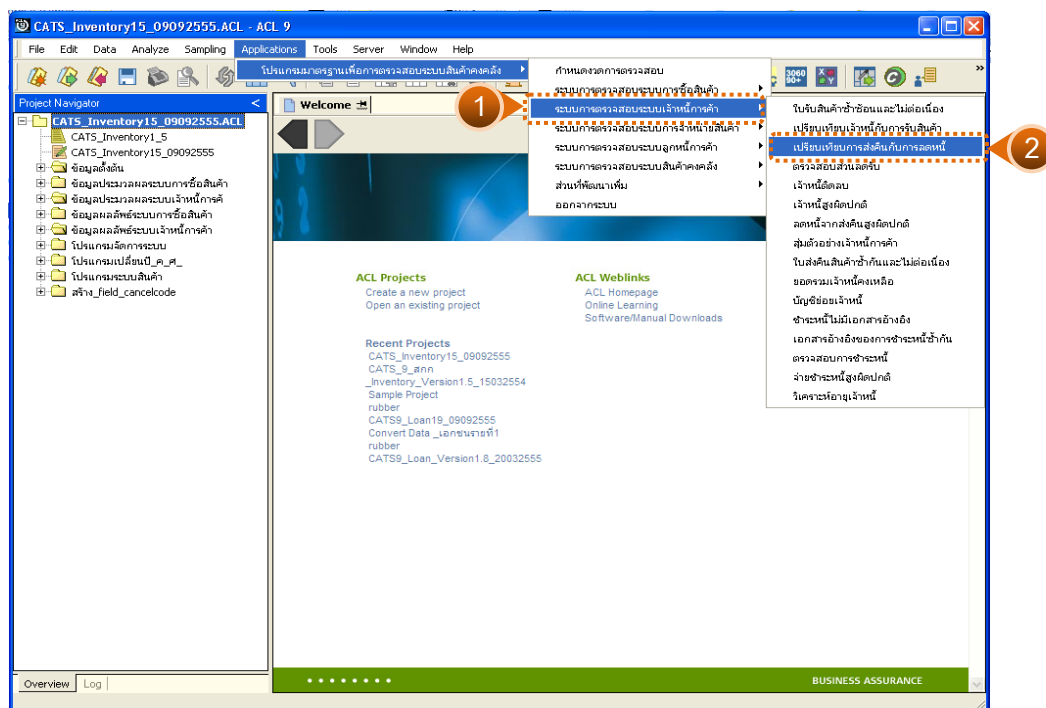 CATS_Inventory15_09092555.ACL - ACL 9
File Edit Data Analyze Sampling Applications Tools Server Window Help
โปรแกรมมาตรฐานเพื่อการตรวจสอบระบบสินค้าคงคลัง
กำหนดงวดการตรวจสอบ
ระบบการตรวจสอบระบบการซื้อสินค้า
ระบบการตรวจสอบระบบเจ้าหนี้การค้า
ระบบการตรวจสอบระบบการจำหน่ายสินค้า
ระบบการตรวจสอบระบบลูกหนี้การค้า
ระบบการตรวจสอบระบบสินค้าคงคลัง
ส่วนที่พัฒนาเพิ่ม
ออกจากระบบ
1
ใบรับสินค้าซ้ำซ้อนและไม่ต่อเนื่อง
เปรียบเทียบเจ้าหนี้กับการรับสินค้า
เปรียบเทียบการส่งคืนกับการลดหนี้
ตรวจสอบส่วนลดรับ
เจ้าหนี้ติดลบ
เจ้าหนี้สูงผิดปกติ
ลดหนี้จากส่งคืนสูงผิดปกติ
สุ่มตัวอย่างเจ้าหนี้การค้า
ใบส่งคืนสินค้าซ้ำกันและไม่ต่อเนื่อง
ยอดรวมเจ้าหนี้คงเหลือ
บัญชีย่อยเจ้าหนี้
ชำระหนี้ไม่มีเอกสารอ้างอิง
เอกสารอ้างอิงของการชำระหนี้ซ้ำกัน
ตรวจสอบการชำระหนี้
จ่ายชำระหนี้สูงผิดปกติ
วิเคราะห์อายุเจ้าหนี้
2
3060
90+
Project Navigator <
CATS_Inventory15_09092555.ACL
CATS_Inventory1_5
CATS_Inventory15_09092555
ข้อมูลตั้งต้น
ข้อมูลประมวลผลระบบการซื้อสินค้า
ข้อมูลประมวลผลระบบเจ้าหนี้การค้
ข้อมูลผลลัพธ์ระบบการซื้อสินค้า
ข้อมูลผลลัพธ์ระบบเจ้าหนี้การค้า
โปรแกรมจัดการระบบ
โปรแกรมเปลี่ยนปี_ค_ศ_
โปรแกรมระบบสินค้า
สร้าง_field_cancelcode
Welcome
ACL Projects
Create a new project
Open an existing project
ACL Weblinks
ACL Homepage
Online Learning
Software/Manual Downloads
Recent Projects
CATS_Inventory15_09092555
CATS_9_สกก
_Inventory_Version1.5_15032554
Sample Project
rubber
CATS9_Loan19_09092555
Convert Data _เอกชนรายที่1
rubber
CATS9_Loan_Version1.8_20032555
BUSINESS ASSURANCE
Overview Log